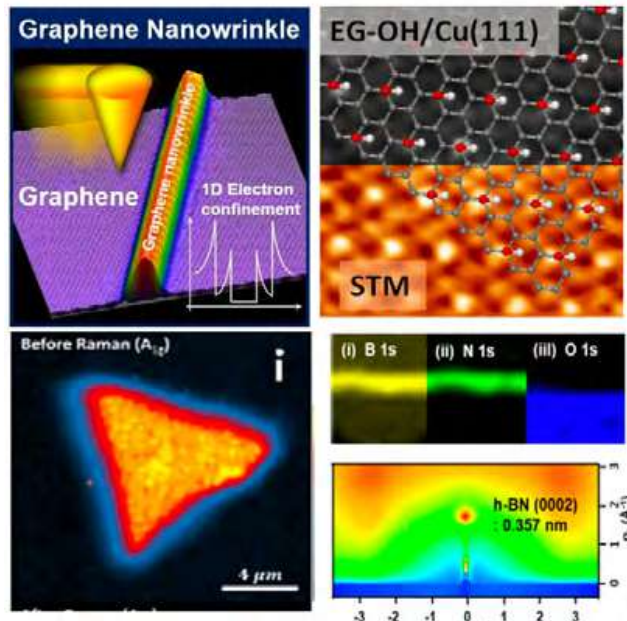 Graphene Nanowrinkle
Graphene
Graphene nanowrinkle
1D Electron
confinement
EG-OH/Cu(111)
STM
Before Raman (A1g)
i
4 μm
(i) B 1s
(ii) N 1s
(iii) O 1s
h-BN (0002)
: 0.357 nm
3
2
1
0
-3 -2 -1 0 1 2 3